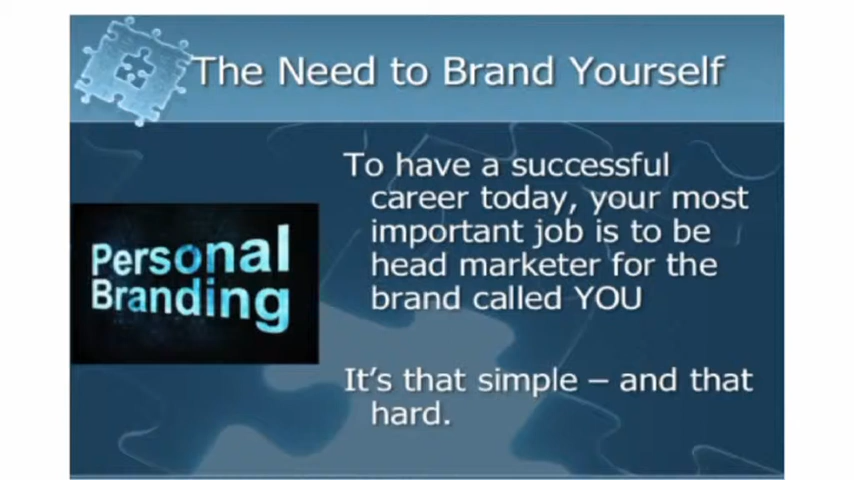 The Need to Brand Yourself
Personal
Branding
To have a successful
career today, your most
important job is to be
head marketer for the
brand called YOU
It's that simple – and that
hard.